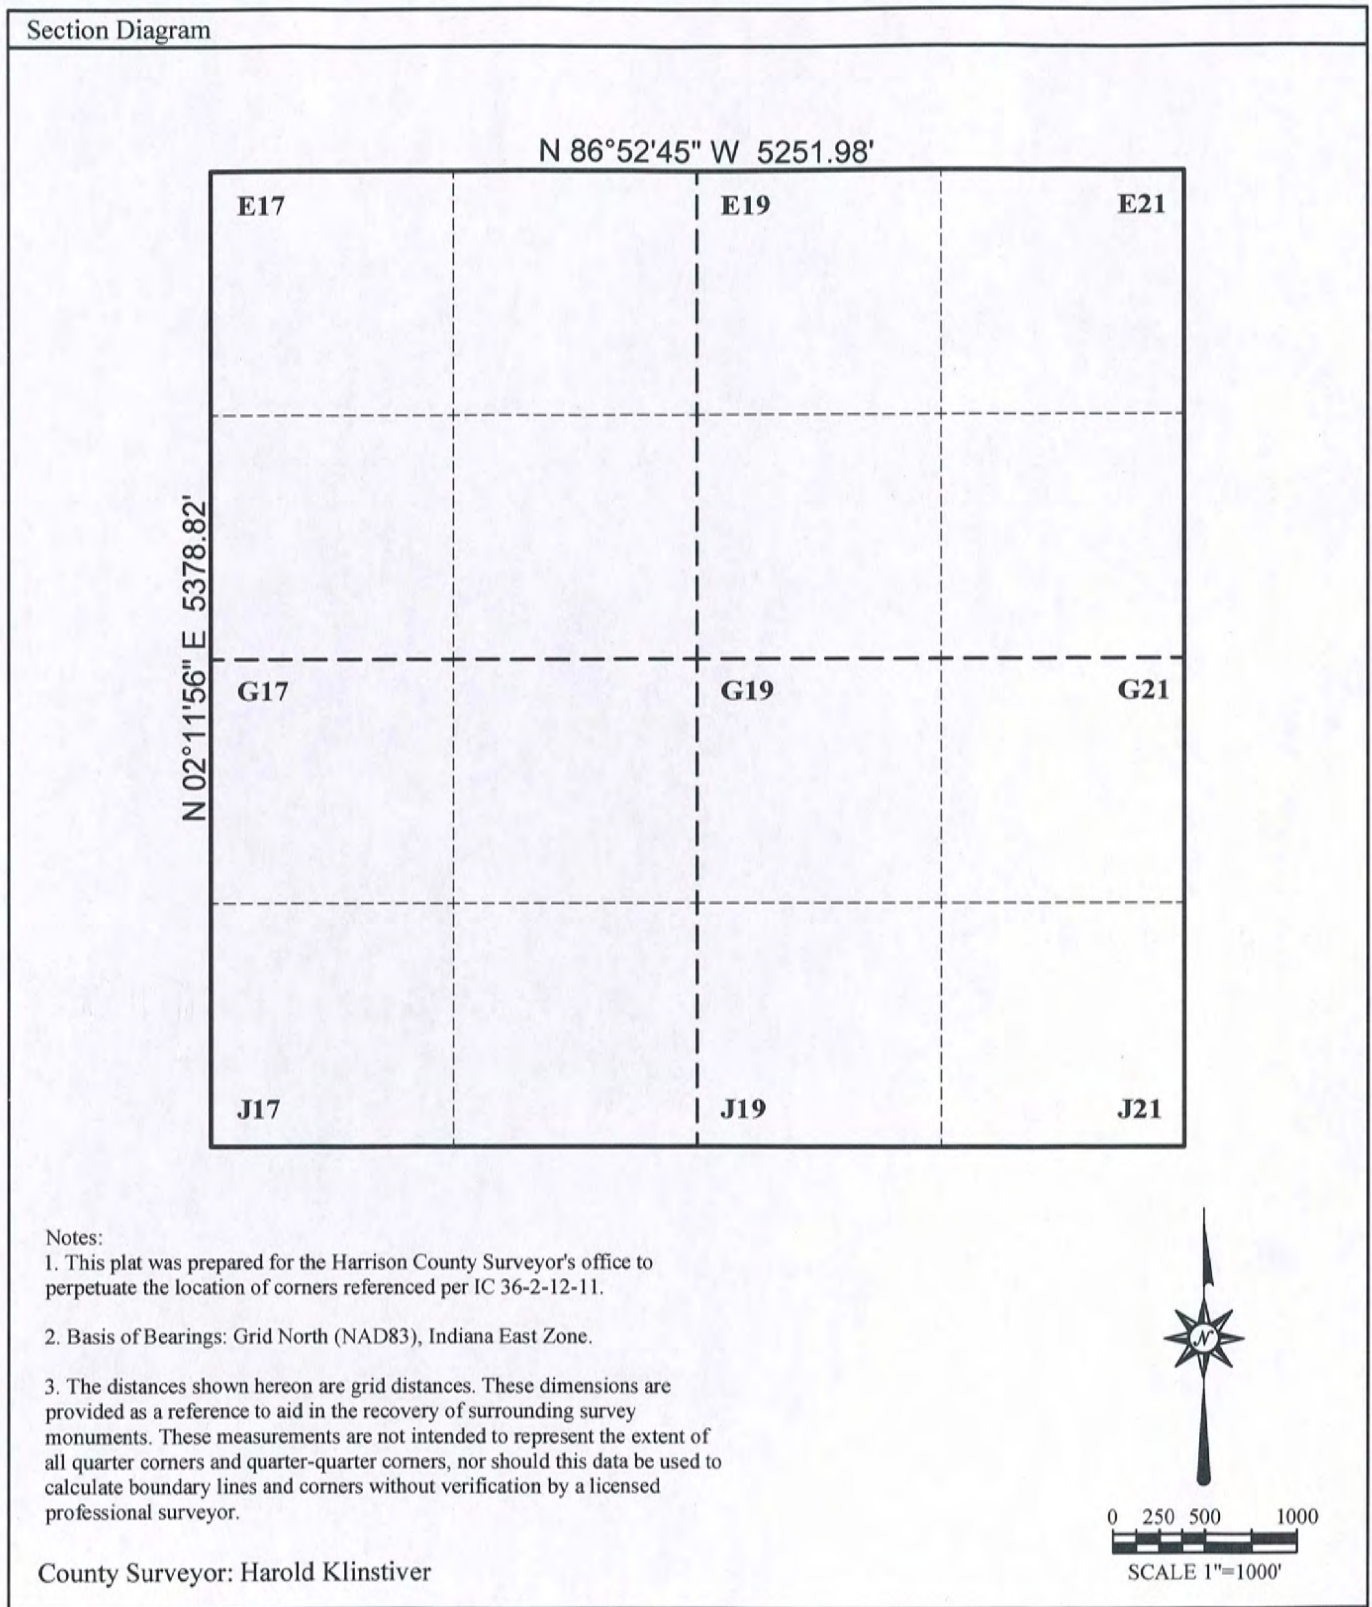 Section Diagram
N 86°52'45" W 5251.98'
E17 E19 E21
N 02°11'56" E 5378.82'
G17 G19 G21
J17 J19 J21
Notes:
1. This plat was prepared for the Harrison County Surveyor's office to
perpetuate the location of corners referenced per IC 36-2-12-11.
2. Basis of Bearings: Grid North (NAD83), Indiana East Zone.
3. The distances shown hereon are grid distances. These dimensions are
provided as a reference to aid in the recovery of surrounding survey
monuments. These measurements are not intended to represent the extent of
all quarter corners and quarter-quarter corners, nor should this data be used to
calculate boundary lines and corners without verification by a licensed
professional surveyor.
County Surveyor: Harold Klinstiver
N
0 250 500 1000
SCALE 1"=1000'